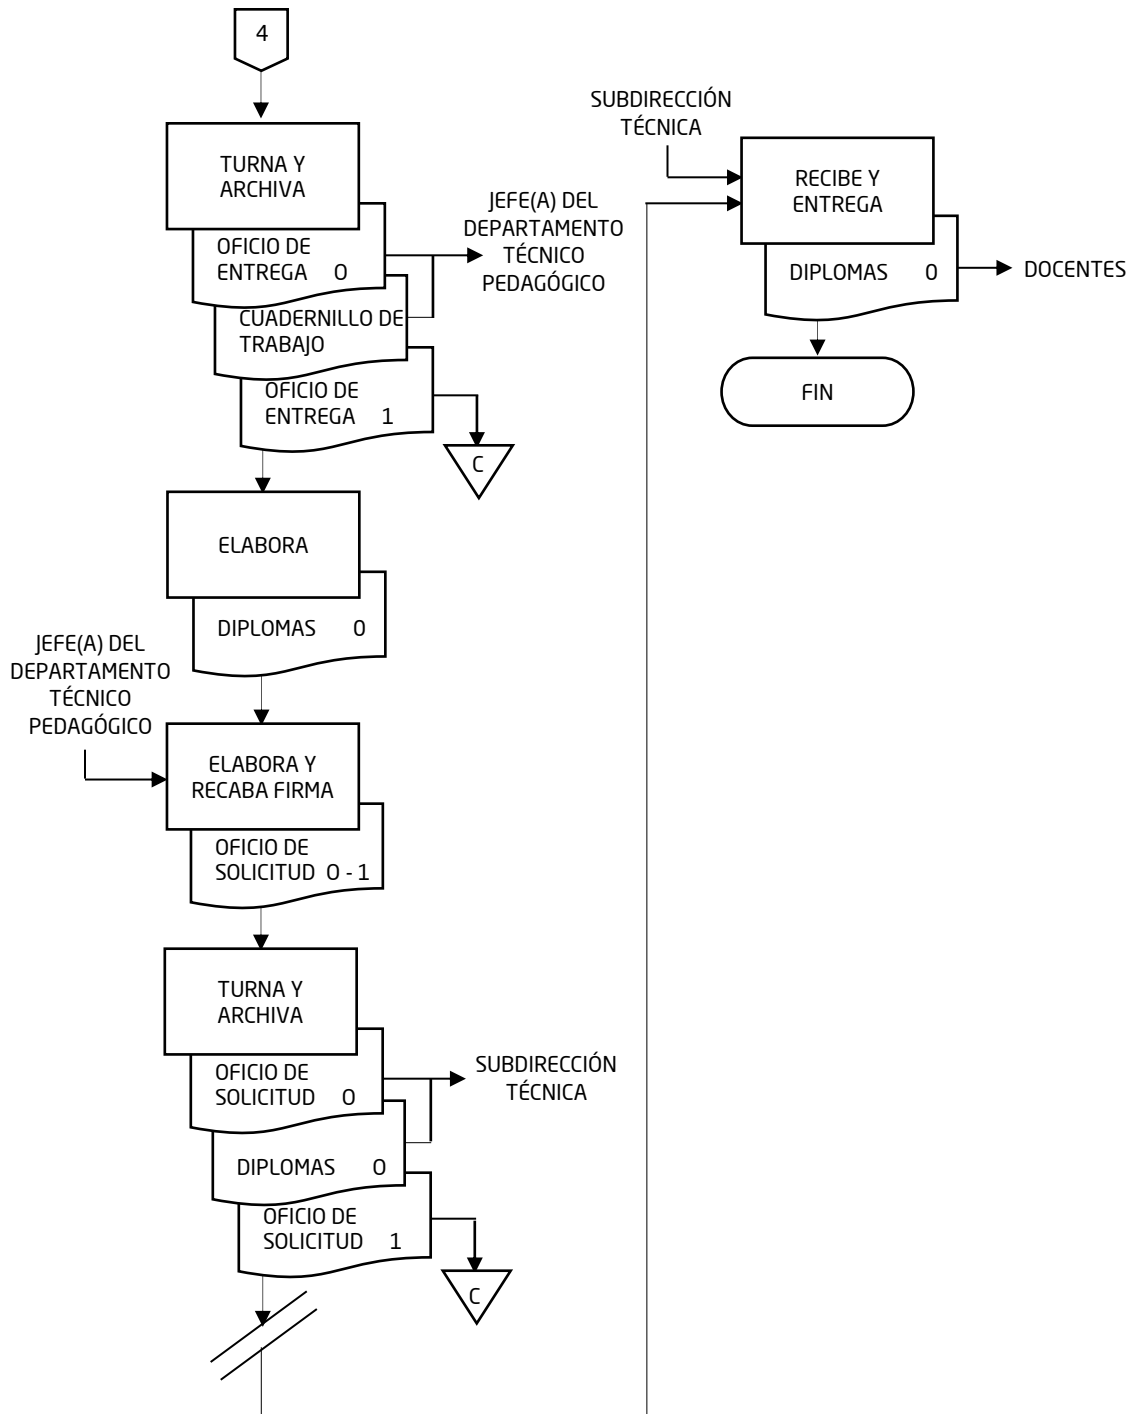 4
TURNA Y
ARCHIVA
OFICIO DE
ENTREGA 0
JEFE(A) DEL
DEPARTAMENTO
TÉCNICO
PEDAGÓGICO
CUADERNILLO DE
TRABAJO
OFICIO DE
ENTREGA 1
C
ELABORA
DIPLOMAS 0
JEFE(A) DEL
DEPARTAMENTO
TÉCNICO
PEDAGÓGICO
ELABORA Y
RECABA FIRMA
OFICIO DE
SOLICITUD 0 - 1
TURNA Y
ARCHIVA
OFICIO DE
SOLICITUD 0
SUBDIRECCIÓN
TÉCNICA
DIPLOMAS 0
OFICIO DE
SOLICITUD 1
C
SUBDIRECCIÓN
TÉCNICA
RECIBE Y
ENTREGA
DIPLOMAS 0
DOCENTES
FIN